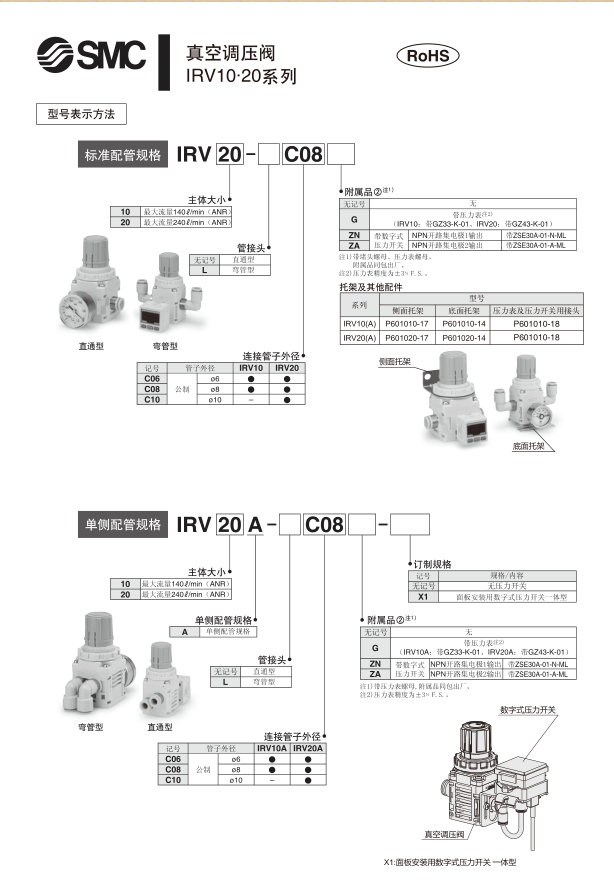 SMC
真空调压阀
IRV10·20系列
RoHS
型号表示方法
标准配管规格 IRV 20 - C08
主体大小
10 最大流量140ℓ/min（ANR）
20 最大流量240ℓ/min（ANR）
管接头
无记号 直通型
L 弯管型
直通型 弯管型
连接管子外径
记号 管子外径 IRV10 IRV20
C06 公制 ø6 ● ●
C08 ø8 ● ●
C10 ø10 – ●
附属品②注1)
无记号 无
G 带压力表注2)
（IRV10：带GZ33-K-01、IRV20：带GZ43-K-01）
ZN 带数字式 NPN开路集电极1输出 带ZSE30A-01-N-ML
ZA 压力开关 NPN开路集电极2输出 带ZSE30A-01-A-ML
注1)带堵头螺母、压力表螺母。
附属品同包出厂。
注2)压力表精度为±3%F.S.。
托架及其他配件
系列 型号
侧面托架 底面托架 压力表及压力开关用接头
IRV10(A) P601010-17 P601010-14 P601010-18
IRV20(A) P601020-17 P601020-14 P601010-18
侧面托架
底面托架
单侧配管规格 IRV 20 A - C08 -
主体大小
10 最大流量140ℓ/min（ANR）
20 最大流量240ℓ/min（ANR）
单侧配管规格
A 单侧配管规格
管接头
无记号 直通型
L 弯管型
弯管型 直通型
连接管子外径
记号 管子外径 IRV10A IRV20A
C06 公制 ø6 ● ●
C08 ø8 ● ●
C10 ø10 – ●
订制规格
记号 规格/内容
无记号 无压力开关
X1 面板安装用数字式压力开关一体型
附属品②注1)
无记号 无
G 带压力表注2)
（IRV10A：带GZ33-K-01、IRV20A：带GZ43-K-01）
ZN 带数字式 NPN开路集电极1输出 带ZSE30A-01-N-ML
ZA 压力开关 NPN开路集电极2输出 带ZSE30A-01-A-ML
注1)带压力表螺母,附属品同包出厂。
注2)压力表精度为±3%F.S.。
数字式压力开关
真空调压阀
X1:面板安装用数字式压力开关 一体型